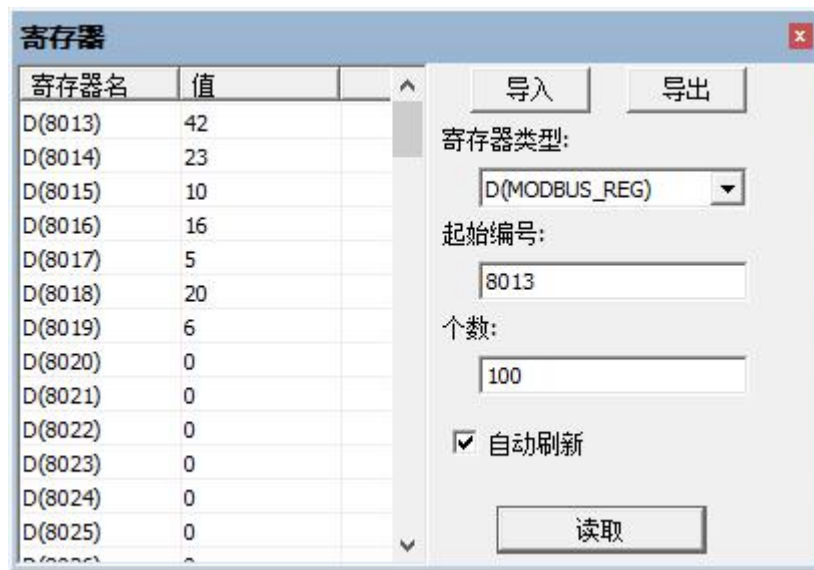 寄存器
寄存器名 值
D(8013) 42
D(8014) 23
D(8015) 10
D(8016) 16
D(8017) 5
D(8018) 20
D(8019) 6
D(8020) 0
D(8021) 0
D(8022) 0
D(8023) 0
D(8024) 0
D(8025) 0
导入 导出
寄存器类型:
D(MODBUS_REG)
起始编号:
8013
个数:
100
自动刷新
读取